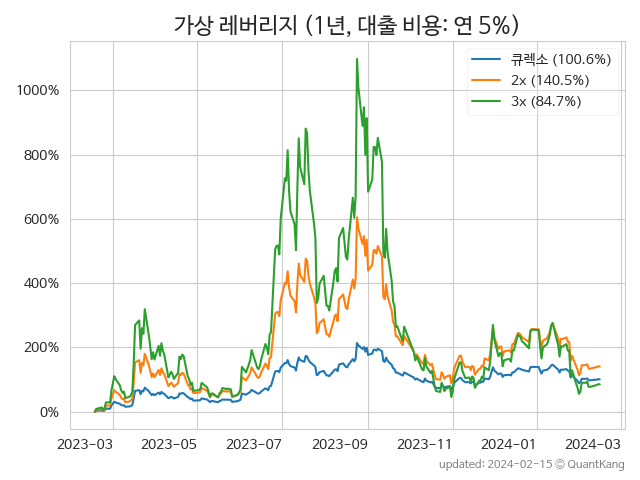 가상 레버리지 (1년, 대출 비용: 연 5%)
큐렉소 (100.6%)
2x (140.5%)
3x (84.7%)
1000%
800%
600%
400%
200%
0%
2023-03 2023-05 2023-07 2023-09 2023-11 2024-01 2024-03
updated: 2024-02-15 © QuantKang